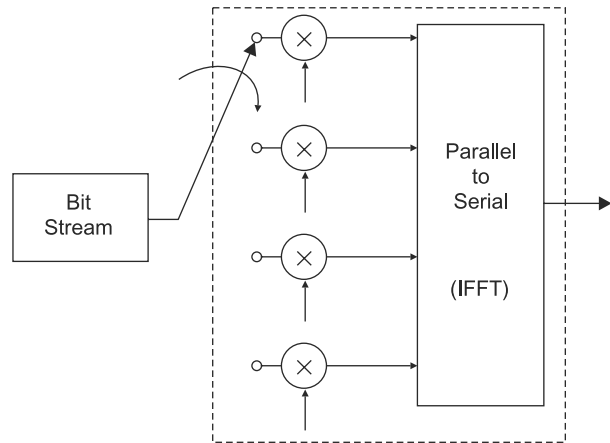 Bit
Stream
Parallel
to
Serial
(IFFT)